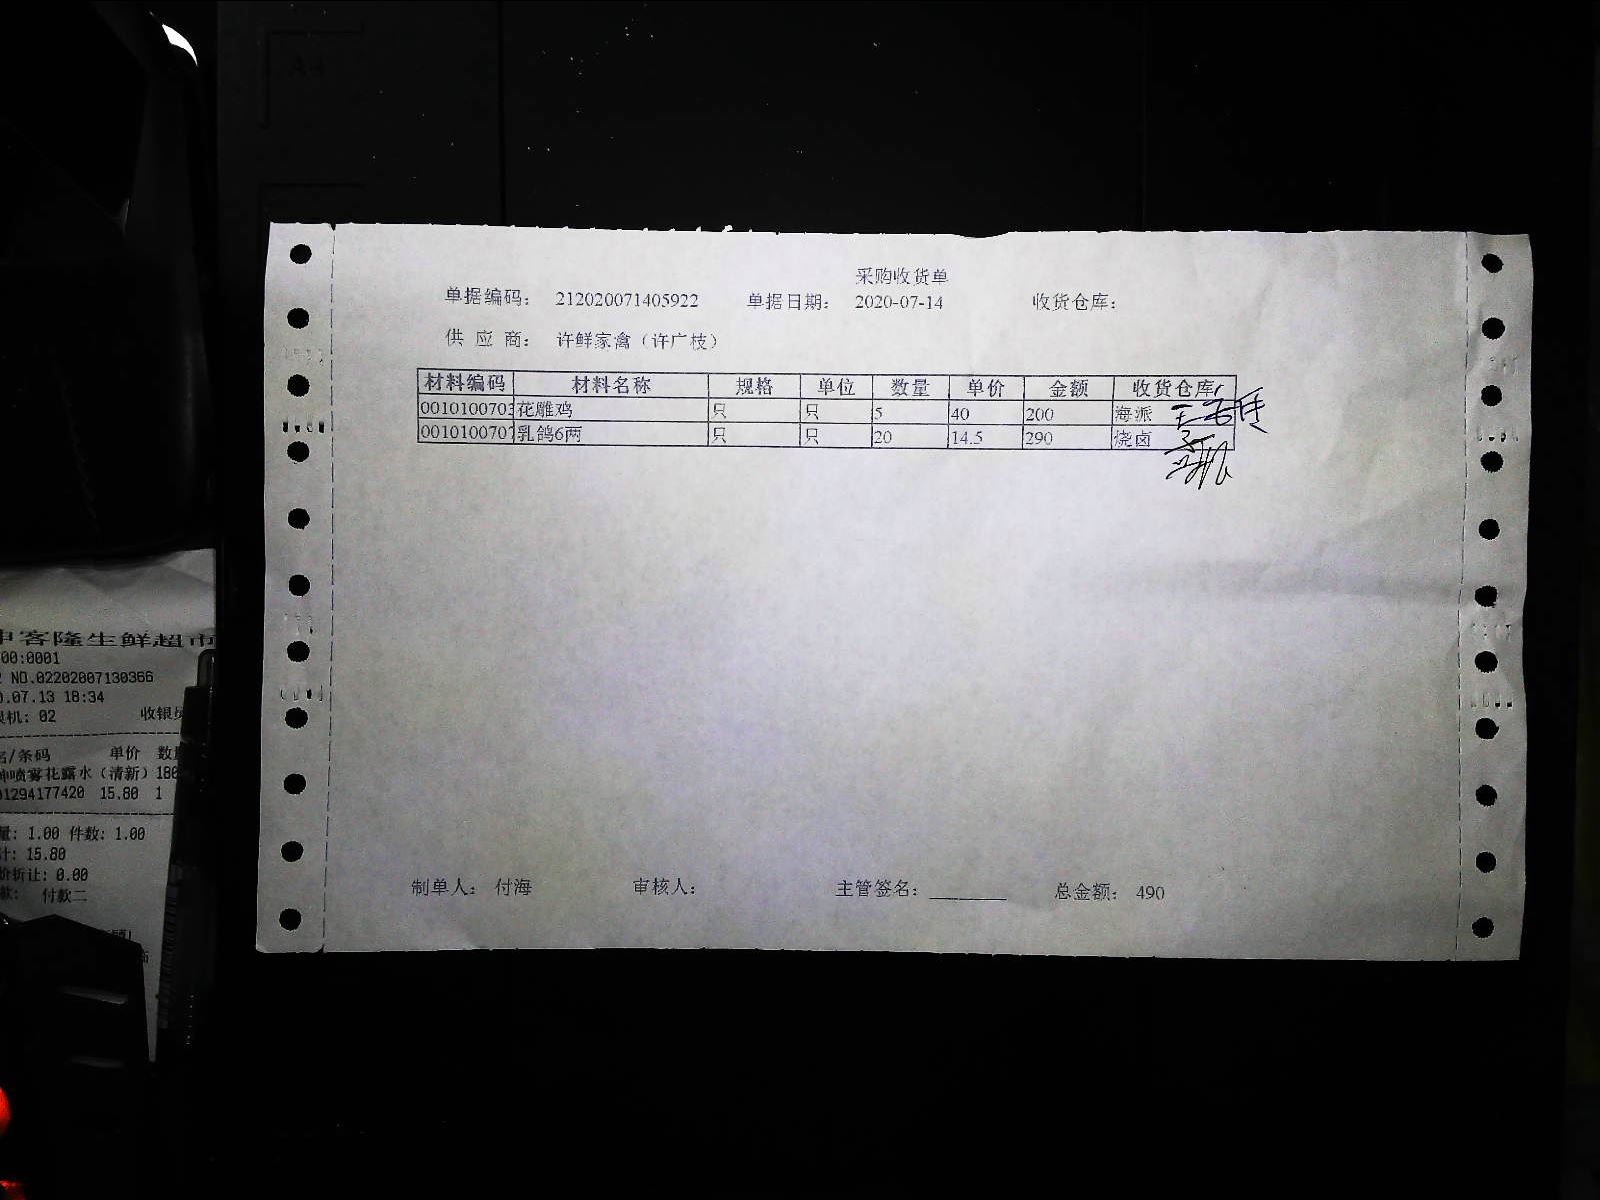 采购收货单
单据编码: 212020071405922 单据日期: 2020-07-14 收货仓库:
供 应 商: 许鲜家禽（许广枝）
材料编码 材料名称 规格 单位 数量 单价 金额 收货仓库
0010100703 花雕鸡 只 只 5 40 200 海派
0010100707 乳鸽6两 只 只 20 14.5 290 烧卤
制单人: 付海 审核人: 主管签名: 总金额: 490
客隆生鲜超市
00:0001
NO.02202007130366
.07.13 18:34
机: 02 收银
/条码 单价 数
喷雾花露水（清新）180
1294177420 15.80 1
量: 1.00 件数: 1.00
计: 15.80
折让: 0.00
款: 付款二